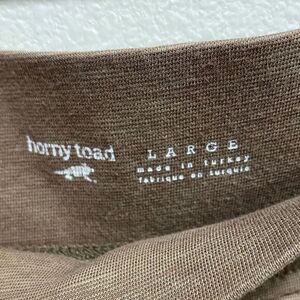 horny toad
LARGE
made in turkey
fabriqué en turquie